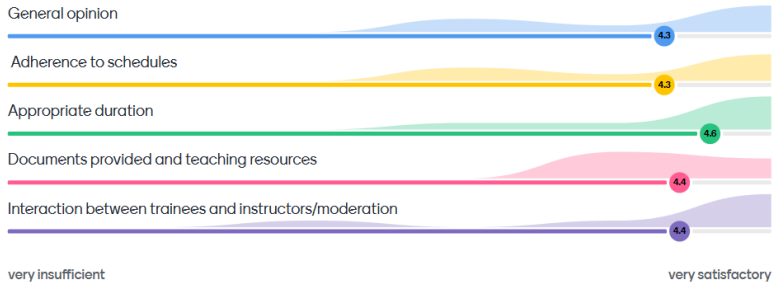 General opinion
4.3
Adherence to schedules
4.3
Appropriate duration
4.6
Documents provided and teaching resources
4.4
Interaction between trainees and instructors/moderation
4.4
very insufficient very satisfactory